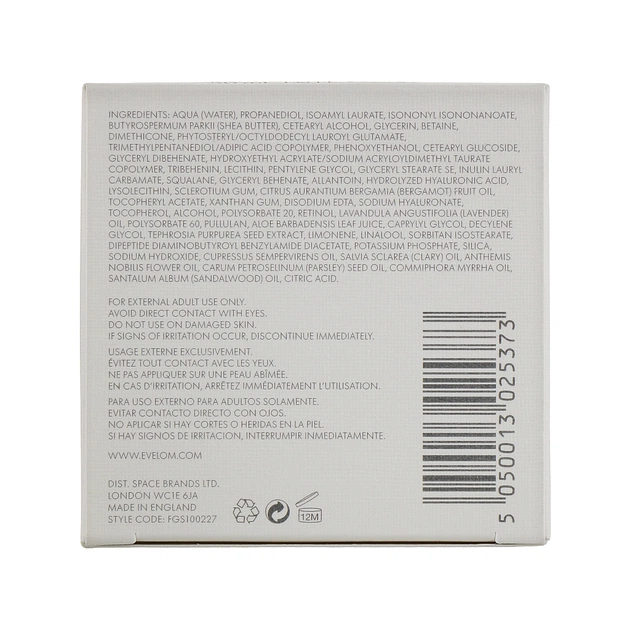 INGREDIENTS: AQUA (WATER), PROPANEDIOL, ISOAMYL LAURATE, ISONONYL ISONONANOATE,
BUTYROSPERMUM PARKII (SHEA BUTTER), CETEARYL ALCOHOL, GLYCERIN, BETAINE,
DIMETHICONE, PHYTOSTERYL/OCTYLDODECYL LAUROYL GLUTAMATE,
TRIMETHYLPENTANEDIOL/ADIPIC ACID COPOLYMER, PHENOXYETHANOL, CETEARYL GLUCOSIDE,
GLYCERYL DIBEHENATE, HYDROXYETHYL ACRYLATE/SODIUM ACRYLOYLDIMETHYL TAURATE
COPOLYMER, TRIBEHENIN, LECITHIN, PENTYLENE GLYCOL, GLYCERYL STEARATE SE, INULIN LAURYL
CARBAMATE, SQUALANE, GLYCERYL BEHENATE, ALLANTOIN, HYDROLYZED HYALURONIC ACID,
LYSOLECITHIN, SCLEROTIUM GUM, CITRUS AURANTIUM BERGAMIA (BERGAMOT) FRUIT OIL,
TOCOPHERYL ACETATE, XANTHAN GUM, DISODIUM EDTA, SODIUM HYALURONATE,
TOCOPHEROL, ALCOHOL, POLYSORBATE 20, RETINOL, LAVANDULA ANGUSTIFOLIA (LAVENDER)
OIL, POLYSORBATE 60, PULLULAN, ALOE BARBADENSIS LEAF JUICE, CAPRYLYL GLYCOL, DECYLENE
GLYCOL, TEPHROSIA PURPUREA SEED EXTRACT, LIMONENE, LINALOOL, SORBITAN ISOSTEARATE,
DIPEPTIDE DIAMINOBUTYROYL BENZYLAMIDE DIACETATE, POTASSIUM PHOSPHATE, SILICA,
SODIUM HYDROXIDE, CUPRESSUS SEMPERVIRENS OIL, SALVIA SCLAREA (CLARY) OIL, ANTHEMIS
NOBILIS FLOWER OIL, CARUM PETROSELINUM (PARSLEY) SEED OIL, COMMIPHORA MYRRHA OIL,
SANTALUM ALBUM (SANDALWOOD) OIL, CITRIC ACID.
FOR EXTERNAL ADULT USE ONLY.
AVOID DIRECT CONTACT WITH EYES.
DO NOT USE ON DAMAGED SKIN.
IF SIGNS OF IRRITATION OCCUR, DISCONTINUE IMMEDIATELY.
USAGE EXTERNE EXCLUSIVEMENT.
ÉVITEZ TOUT CONTACT AVEC LES YEUX.
NE PAS APPLIQUER SUR UNE PEAU ABÎMÉE.
EN CAS D'IRRITATION, ARRÊTEZ IMMÉDIATEMENT L'UTILISATION.
PARA USO EXTERNO PARA ADULTOS SOLAMENTE.
EVITAR CONTACTO DIRECTO CON OJOS.
NO APLICAR SI HAY CORTES O HERIDAS EN LA PIEL.
SI HAY SIGNOS DE IRRITACION, INTERRUMPIR INMEDIATAMENTE.
WWW.EVELOM.COM
DIST. SPACE BRANDS LTD.
LONDON WC1E 6JA
MADE IN ENGLAND
STYLE CODE: FGS100227
12M
5 050013 025373